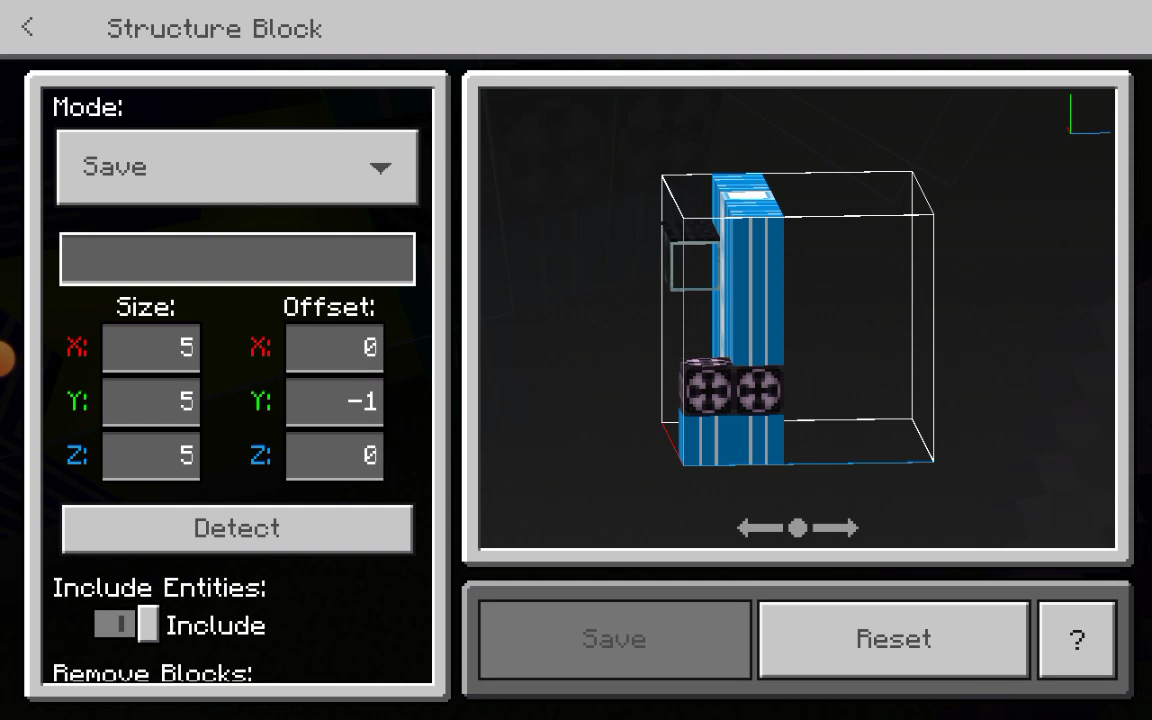 Structure Block
Mode:
Save
Size: Offset:
X: 5 X: 0
Y: 5 Y: -1
Z: 5 Z: 0
Detect
Include Entities:
Include
Remove Blocks:
Save Reset ?